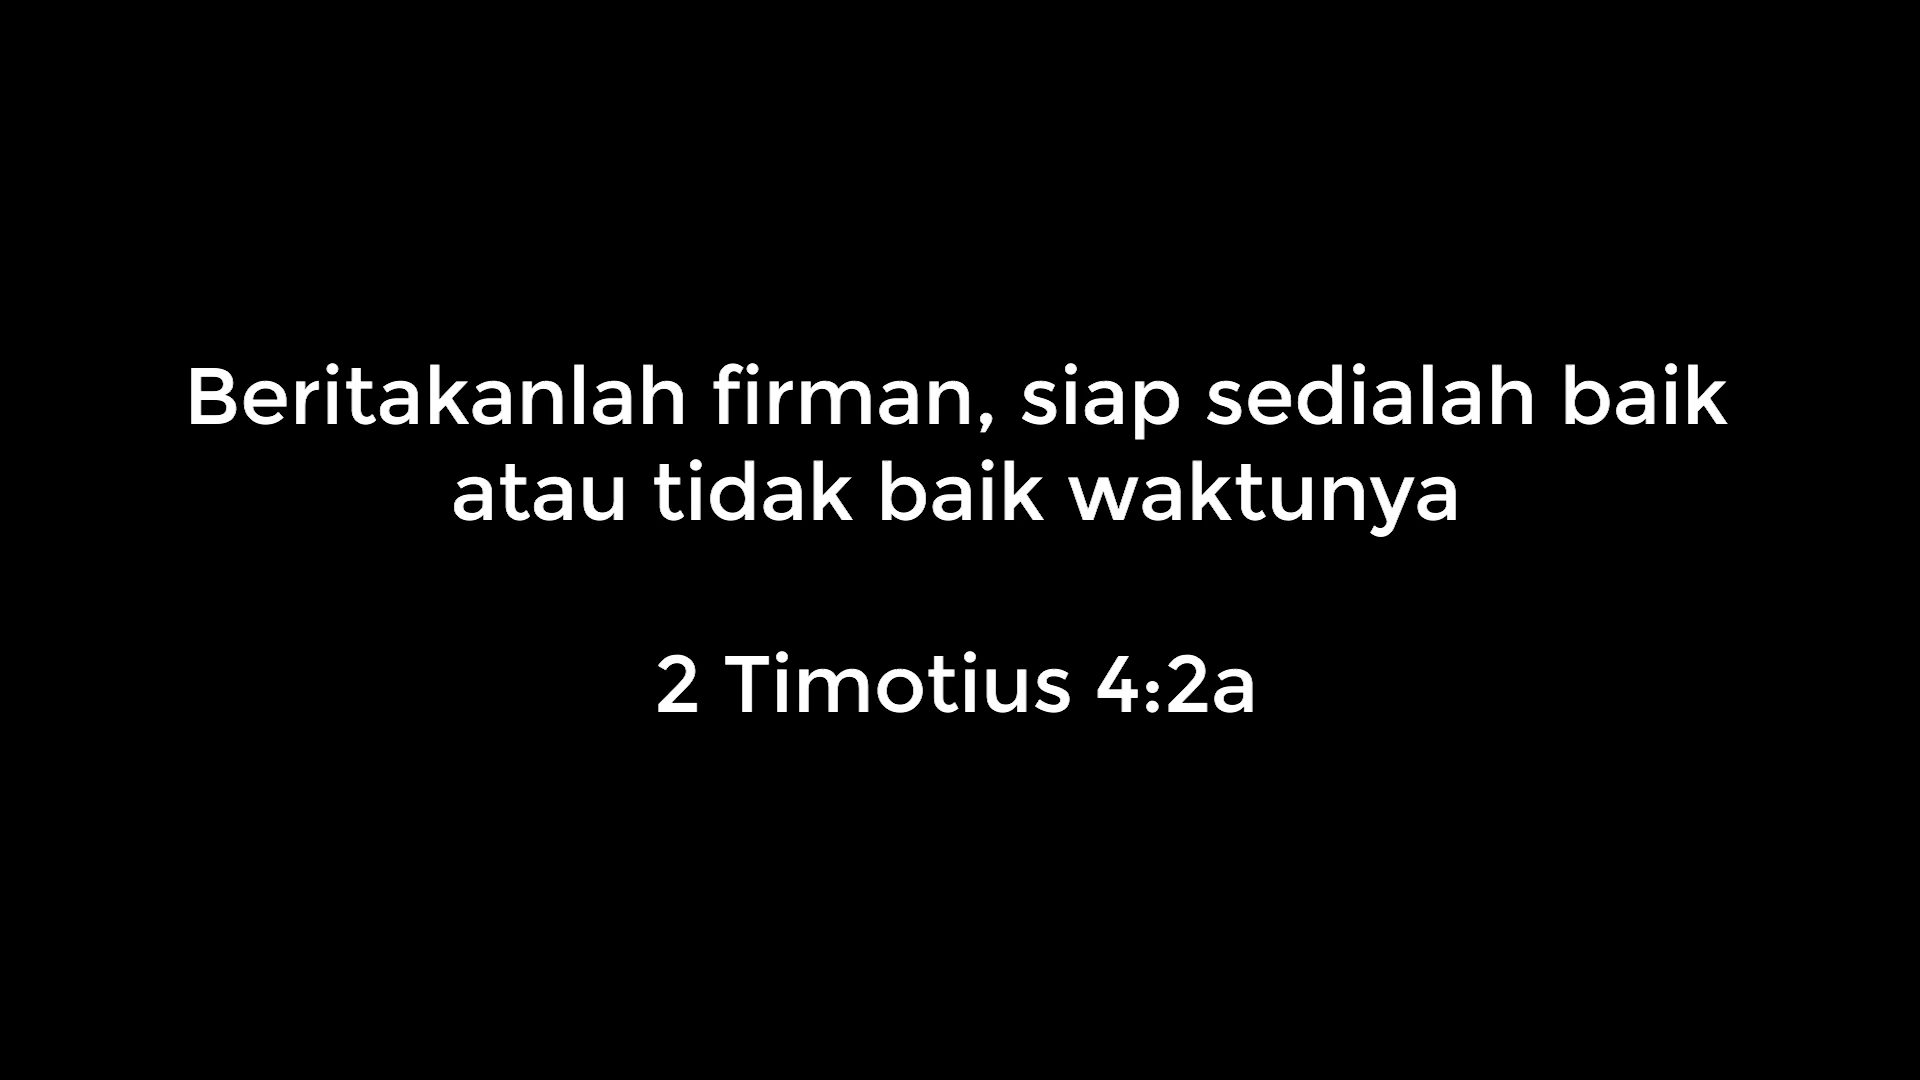 Beritakanlah firman, siap sedialah baik
atau tidak baik waktunya
2 Timotius 4:2a